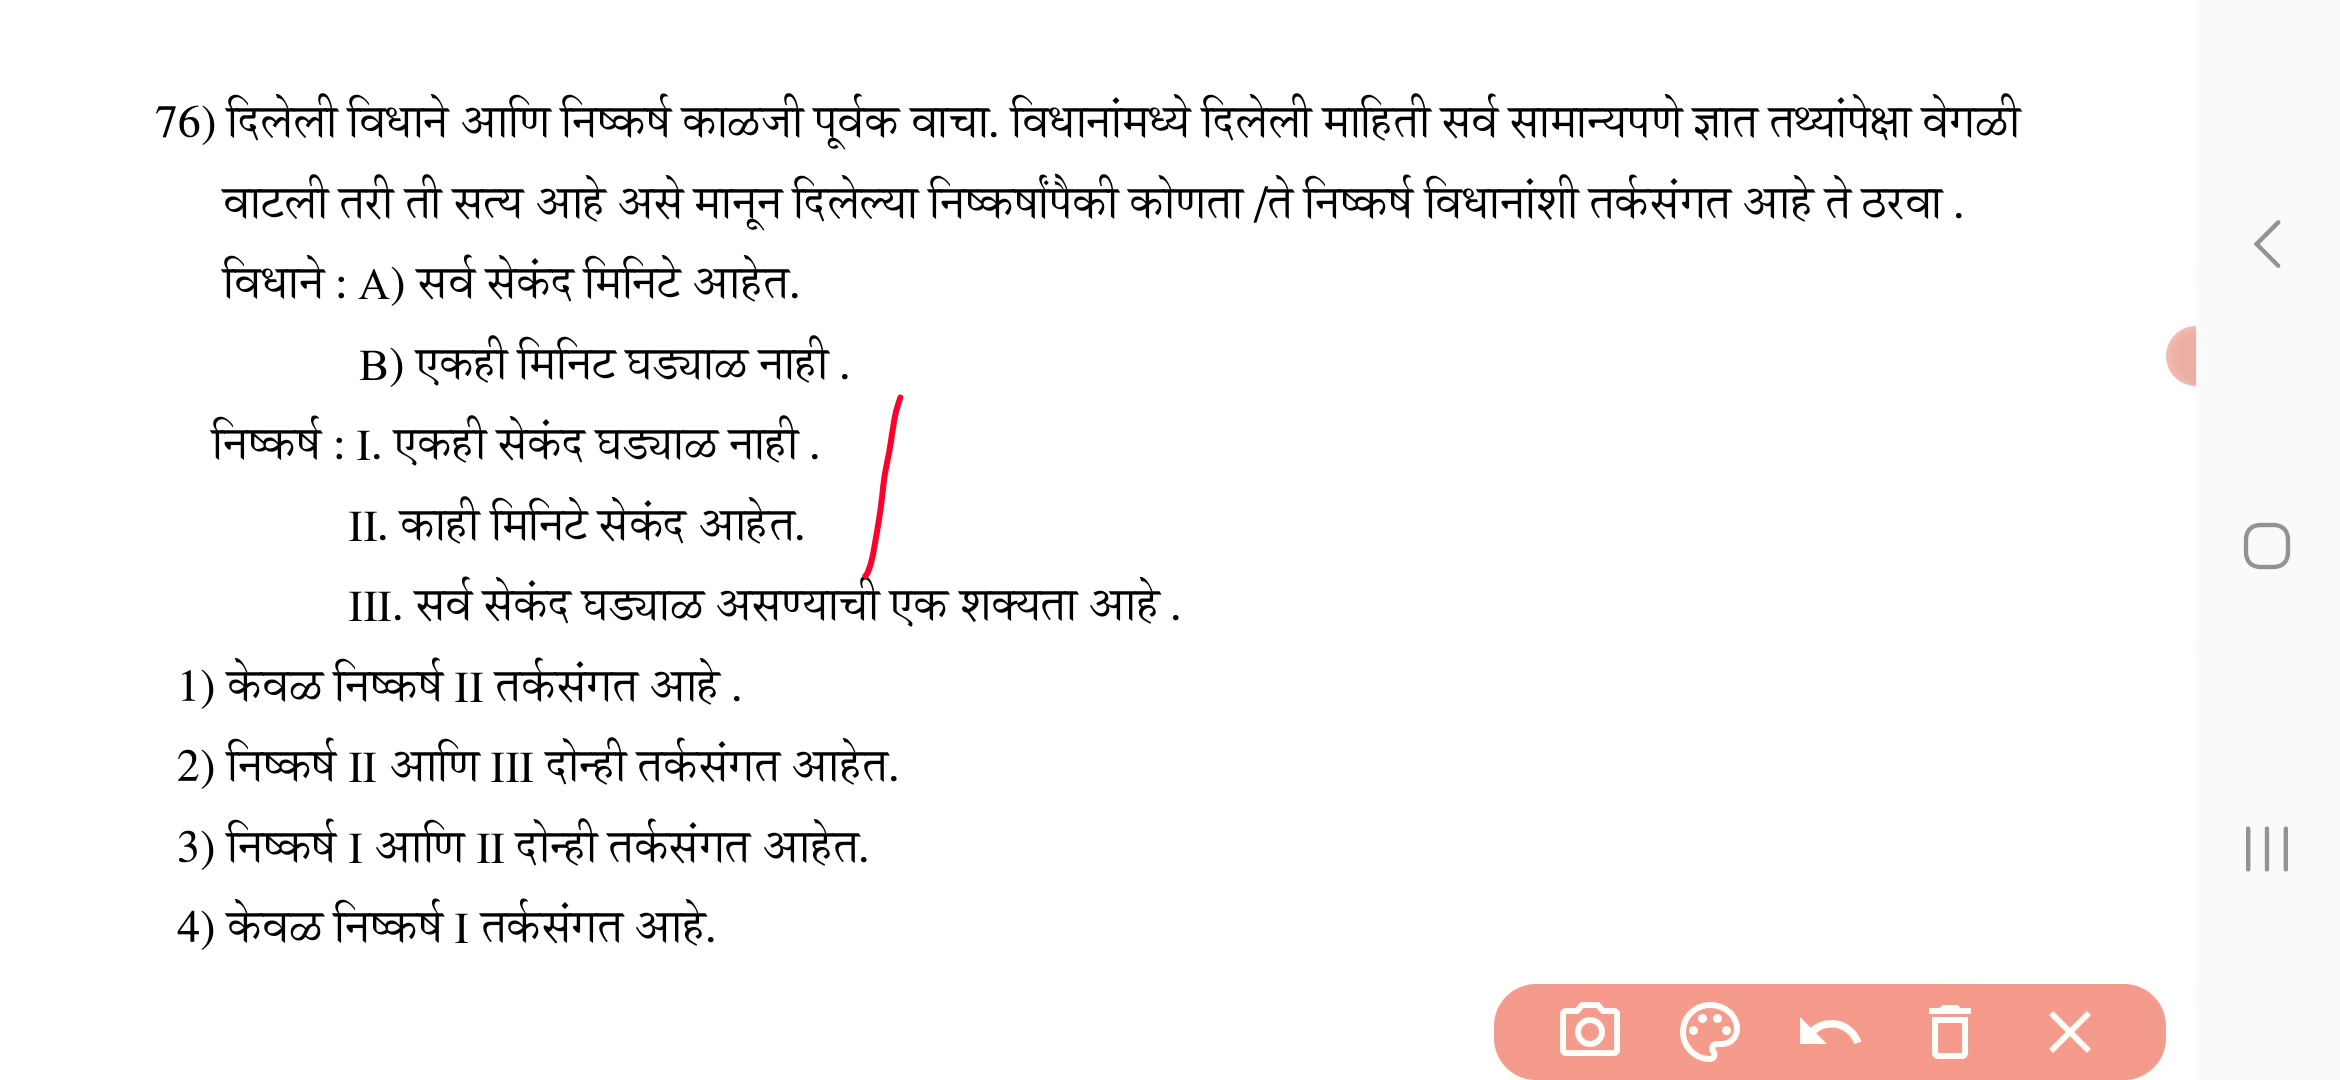 76) दिलेली विधाने आणि निष्कर्ष काळजी पूर्वक वाचा. विधानांमध्ये दिलेली माहिती सर्व सामान्यपणे ज्ञात तथ्यांपेक्षा वेगळी
वाटली तरी ती सत्य आहे असे मानून दिलेल्या निष्कर्षांपैकी कोणता /ते निष्कर्ष विधानांशी तर्कसंगत आहे ते ठरवा .
विधाने : A) सर्व सेकंद मिनिटे आहेत.
B) एकही मिनिट घड्याळ नाही .
निष्कर्ष : I. एकही सेकंद घड्याळ नाही .
II. काही मिनिटे सेकंद आहेत.
III. सर्व सेकंद घड्याळ असण्याची एक शक्यता आहे .
1) केवळ निष्कर्ष II तर्कसंगत आहे .
2) निष्कर्ष II आणि III दोन्ही तर्कसंगत आहेत.
3) निष्कर्ष I आणि II दोन्ही तर्कसंगत आहेत.
4) केवळ निष्कर्ष I तर्कसंगत आहे.